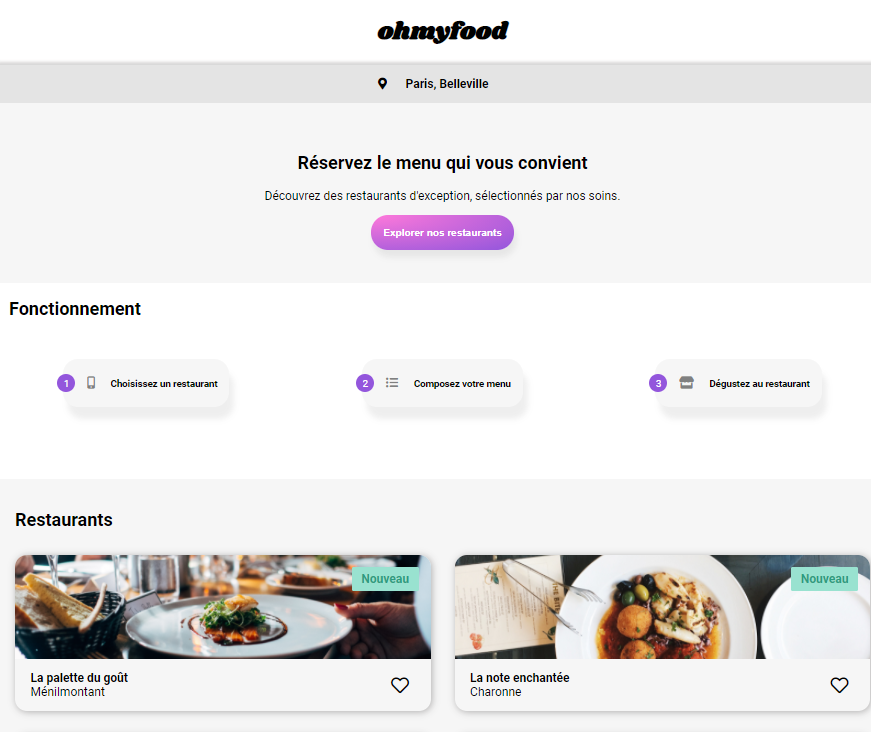 ohmyfood
Paris, Belleville
Réservez le menu qui vous convient
Découvrez des restaurants d'exception, sélectionnés par nos soins.
Explorer nos restaurants
Fonctionnement
1 Choisissez un restaurant
2 Composez votre menu
3 Dégustez au restaurant
Restaurants
Nouveau
Nouveau
La palette du goût
Ménilmontant
La note enchantée
Charonne